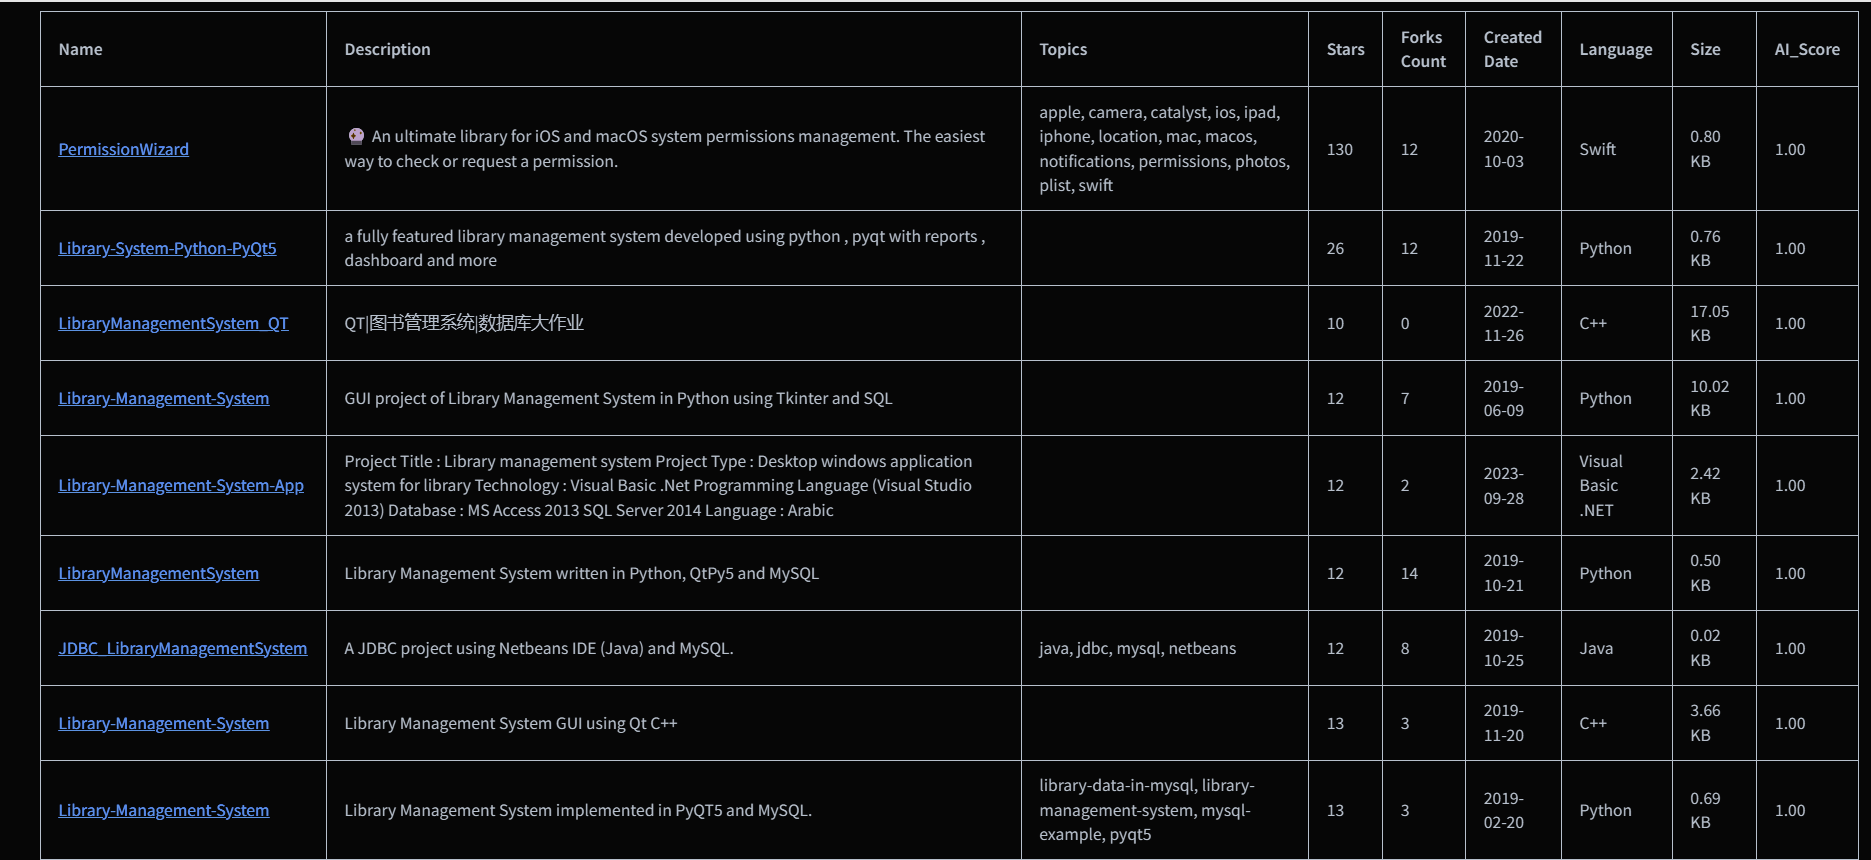 Name
Description
Topics
Stars
Forks
Count
Created
Date
Language
Size
AI_Score
PermissionWizard
🔮 An ultimate library for iOS and macOS system permissions management. The easiest
way to check or request a permission.
apple, camera, catalyst, ios, ipad,
iphone, location, mac, macos,
notifications, permissions, photos,
plist, swift
130
12
2020-
10-03
Swift
0.80
KB
1.00
Library-System-Python-PyQt5
a fully featured library management system developed using python , pyqt with reports ,
dashboard and more
26
12
2019-
11-22
Python
0.76
KB
1.00
LibraryManagementSystem_QT
QT|图书管理系统|数据库大作业
10
0
2022-
11-26
C++
17.05
KB
1.00
Library-Management-System
GUI project of Library Management System in Python using Tkinter and SQL
12
7
2019-
06-09
Python
10.02
KB
1.00
Library-Management-System-App
Project Title : Library management system Project Type : Desktop windows application
system for library Technology : Visual Basic .Net Programming Language (Visual Studio
2013) Database : MS Access 2013 SQL Server 2014 Language : Arabic
12
2
2023-
09-28
Visual
Basic
.NET
2.42
KB
1.00
LibraryManagementSystem
Library Management System written in Python, QtPy5 and MySQL
12
14
2019-
10-21
Python
0.50
KB
1.00
JDBC_LibraryManagementSystem
A JDBC project using Netbeans IDE (Java) and MySQL.
java, jdbc, mysql, netbeans
12
8
2019-
10-25
Java
0.02
KB
1.00
Library-Management-System
Library Management System GUI using Qt C++
13
3
2019-
11-20
C++
3.66
KB
1.00
Library-Management-System
Library Management System implemented in PyQT5 and MySQL.
library-data-in-mysql, library-
management-system, mysql-
example, pyqt5
13
3
2019-
02-20
Python
0.69
KB
1.00